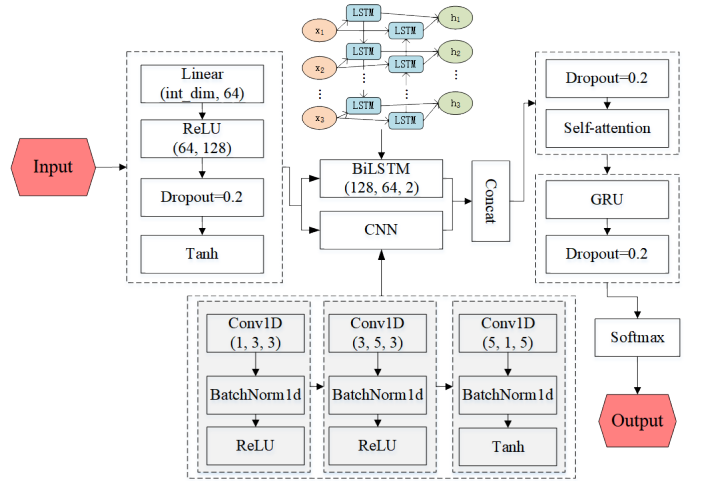 Input
Linear
(int_dim, 64)
ReLU
(64, 128)
Dropout=0.2
Tanh
x1
x2
x3
LSTM
LSTM
LSTM
LSTM
LSTM
LSTM
h1
h2
h3
BiLSTM
(128, 64, 2)
CNN
Concat
Conv1D
(1, 3, 3)
BatchNorm1d
ReLU
Conv1D
(3, 5, 3)
BatchNorm1d
ReLU
Conv1D
(5, 1, 5)
BatchNorm1d
Tanh
Dropout=0.2
Self-attention
GRU
Dropout=0.2
Softmax
Output